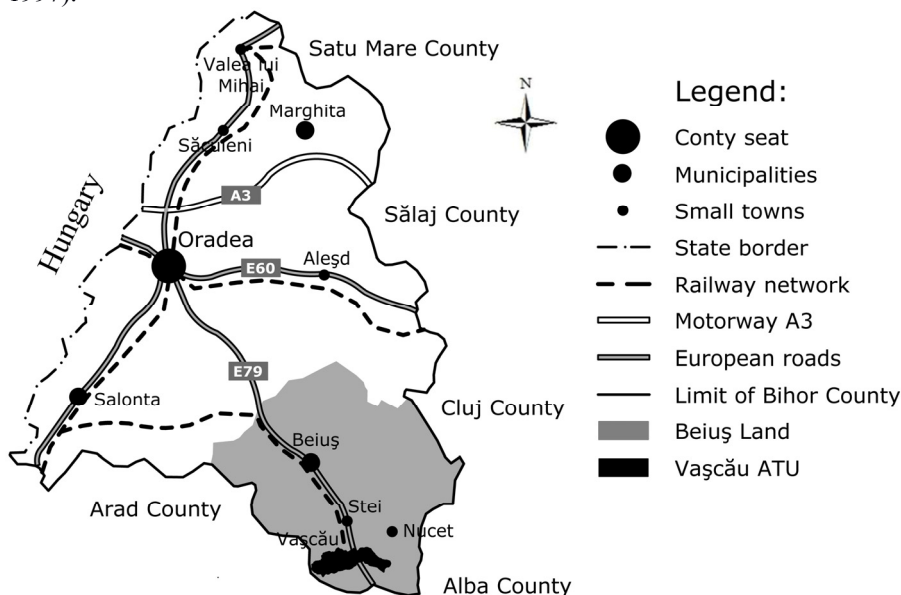 Satu Mare County
Valea lui
Mihai
Marghita
Săcuieni
A3
Sălaj County
Hungary
Oradea
E60
Aleşd
E79
Salonta
Cluj County
Beiuş
Arad County
Stei
Nucet
Vaşcău
Alba County
N
Legend:
Conty seat
Municipalities
Small towns
State border
Railway network
Motorway A3
European roads
Limit of Bihor County
Beiuş Land
Vaşcău ATU